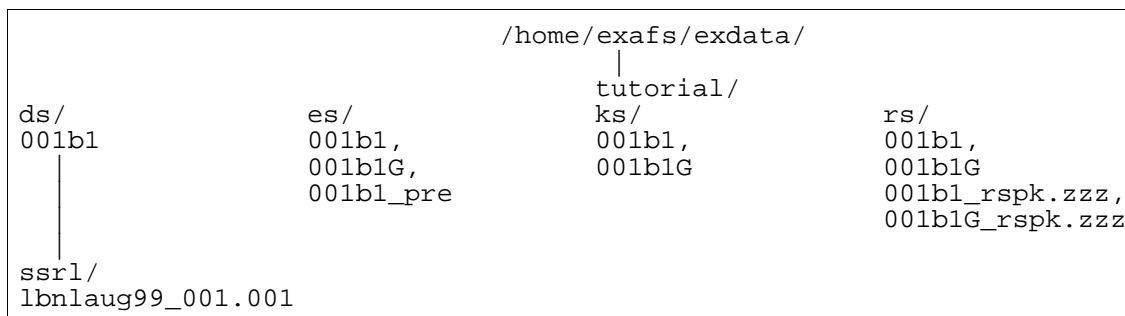 /home/exafs/exdata/
tutorial/
ds/ es/ ks/ rs/
001b1 001b1, 001b1, 001b1,
001b1G, 001b1G 001b1G
001b1_pre 001b1_rspk.zzz,
001b1G_rspk.zzz
ssrl/
lbnlaug99_001.001